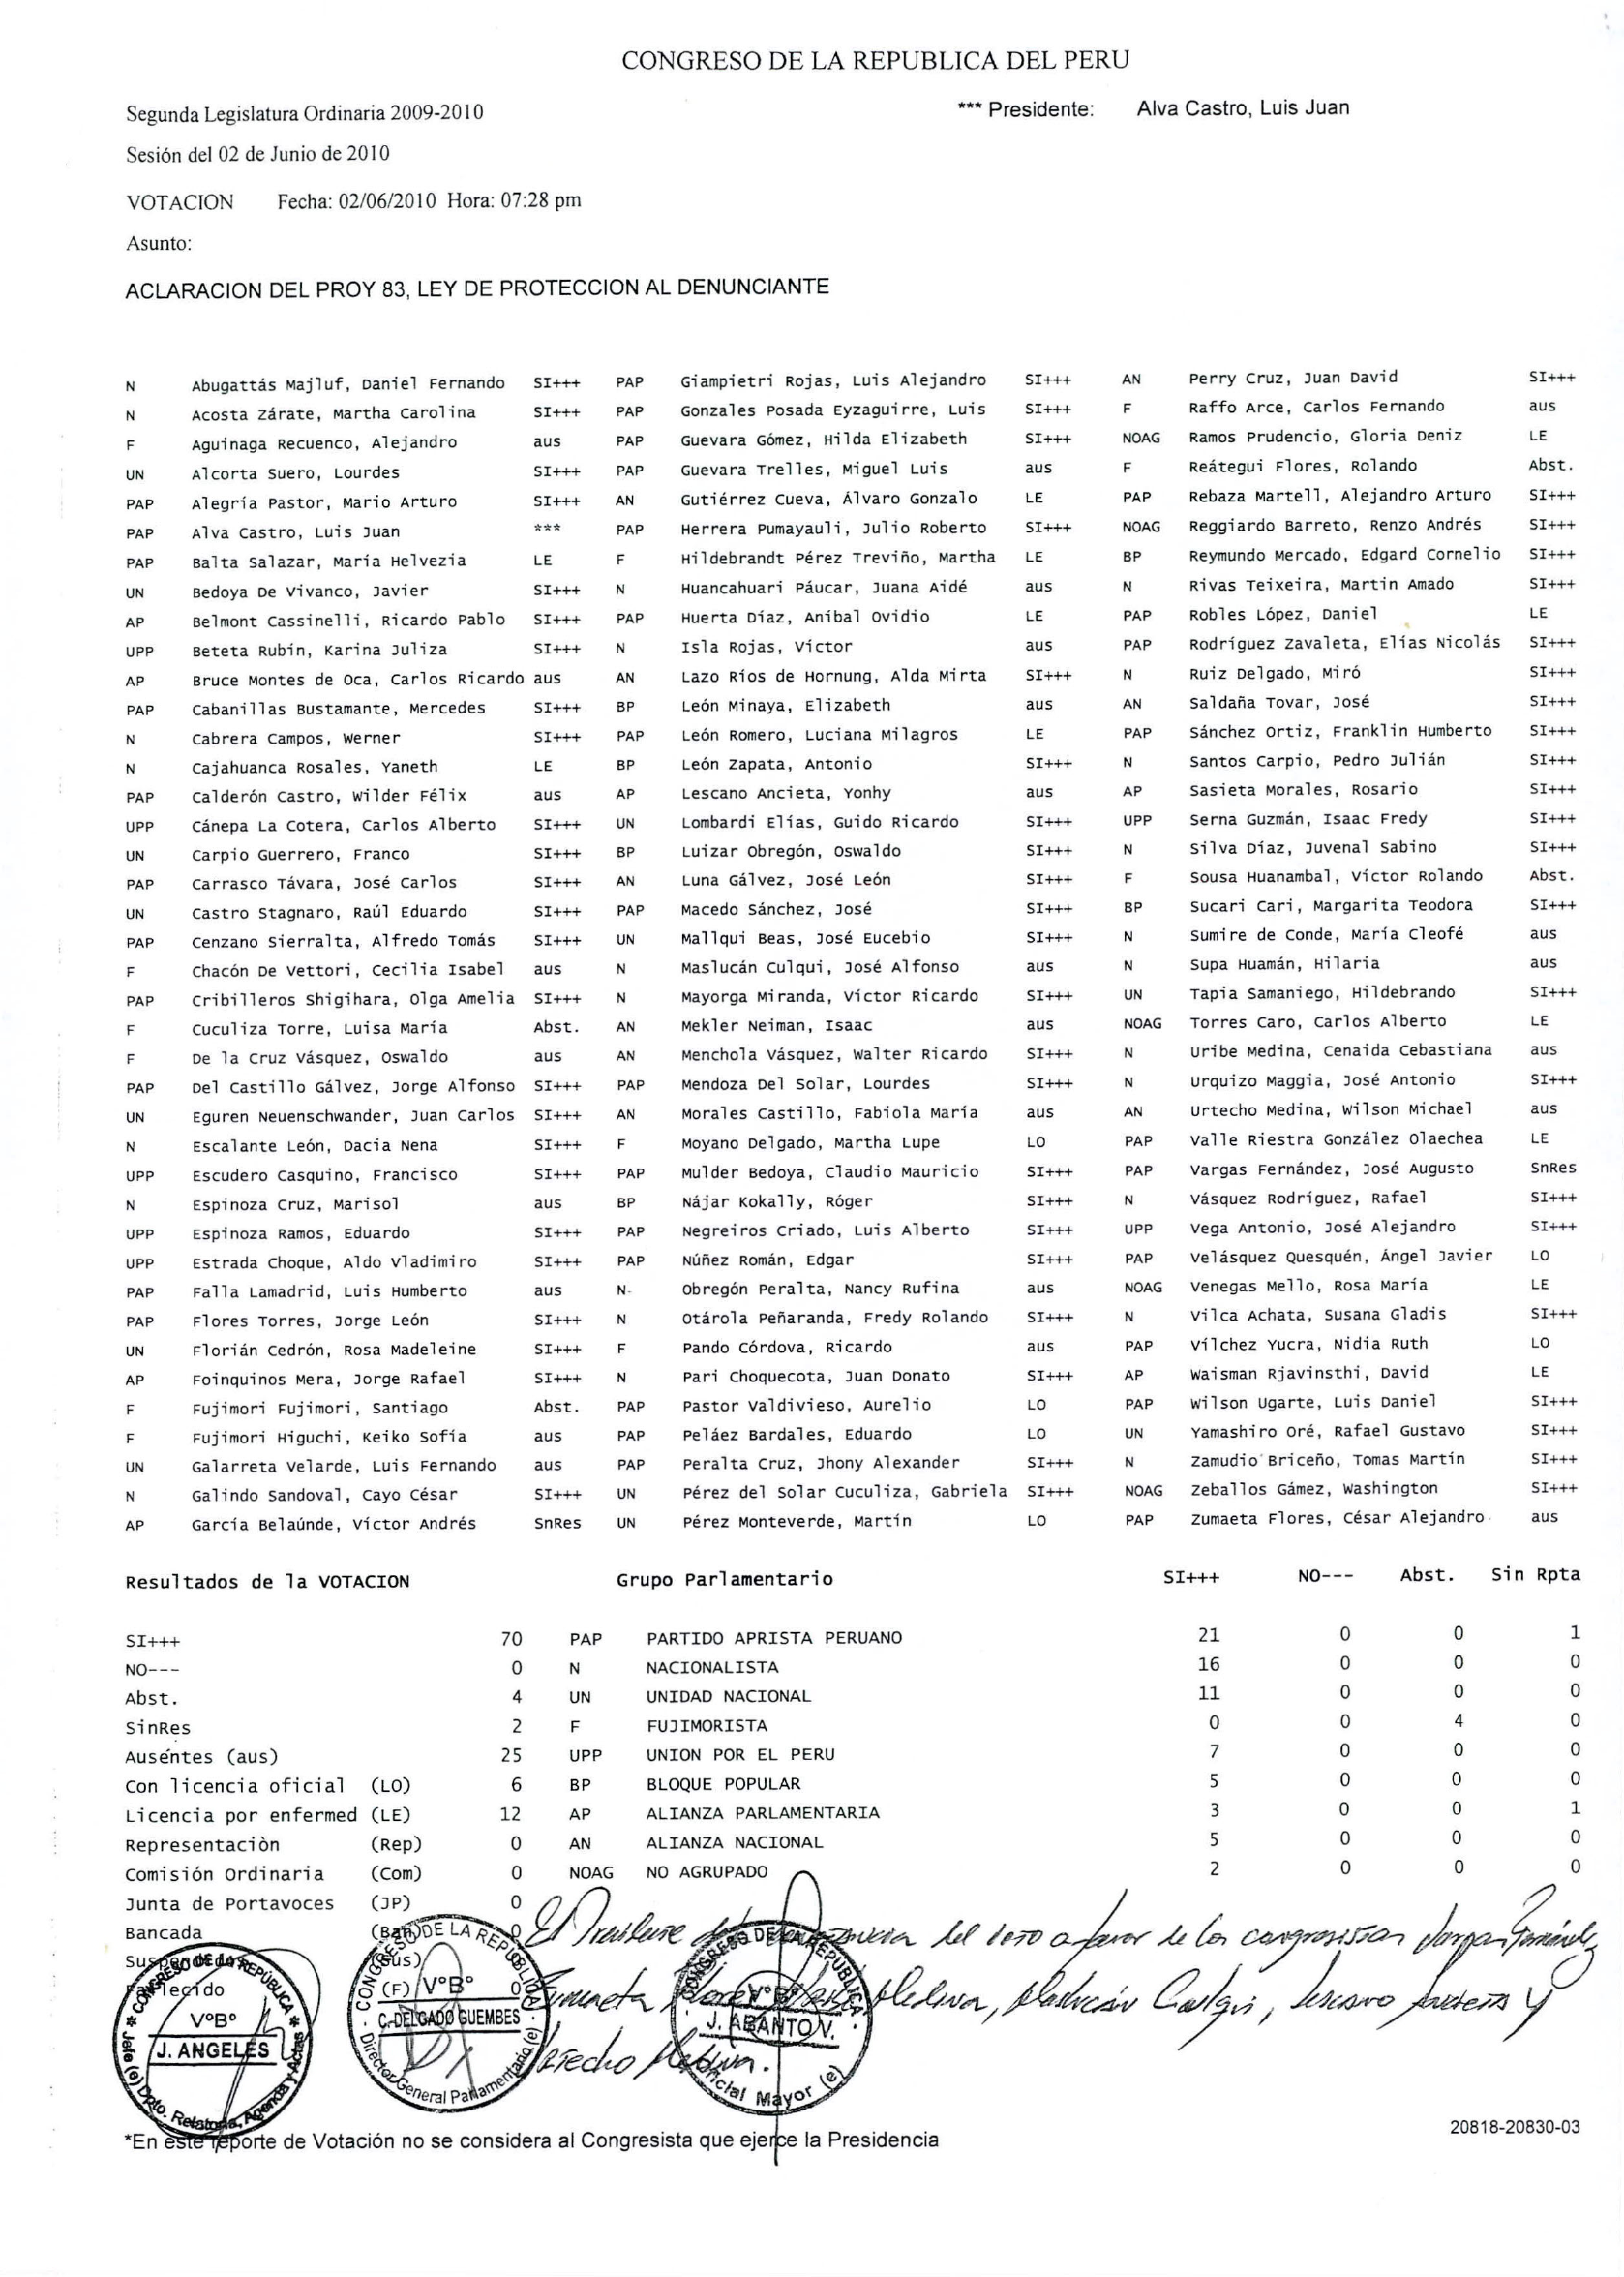 CONGRESO DE LA REPUBLICA DEL PERU
Segunda Legislatura Ordinaria 2009-2010 *** Presidente: Alva Castro, Luis Juan
Sesión del 02 de Junio de 2010
VOTACION Fecha: 02/06/2010 Hora: 07:28 pm
Asunto:
ACLARACION DEL PROY 83, LEY DE PROTECCION AL DENUNCIANTE
N Abugattás Majluf, Daniel Fernando SI+++ PAP Giampietri Rojas, Luis Alejandro SI+++ AN Perry Cruz, Juan David SI+++
N Acosta Zárate, Martha Carolina SI+++ PAP Gonzales Posada Eyzaguirre, Luis SI+++ F Raffo Arce, Carlos Fernando aus
F Aguinaga Recuenco, Alejandro aus PAP Guevara Gómez, Hilda Elizabeth SI+++ NOAG Ramos Prudencio, Gloria Deniz LE
UN Alcorta Suero, Lourdes SI+++ PAP Guevara Trelles, Miguel Luis aus F Reátegui Flores, Rolando Abst.
PAP Alegría Pastor, Mario Arturo SI+++ AN Gutiérrez Cueva, Álvaro Gonzalo LE PAP Rebaza Martell, Alejandro Arturo SI+++
PAP Alva Castro, Luis Juan *** PAP Herrera Pumayauli, Julio Roberto SI+++ NOAG Reggiardo Barreto, Renzo Andrés SI+++
PAP Balta Salazar, María Helvezia LE F Hildebrandt Pérez Treviño, Martha LE BP Reymundo Mercado, Edgard Cornelio SI+++
UN Bedoya De Vivanco, Javier SI+++ N Huancahuari Páucar, Juana Aidé aus N Rivas Teixeira, Martin Amado SI+++
AP Belmont Cassinelli, Ricardo Pablo SI+++ PAP Huerta Díaz, Aníbal Ovidio LE PAP Robles López, Daniel LE
UPP Beteta Rubín, Karina Juliza SI+++ N Isla Rojas, Víctor aus PAP Rodríguez Zavaleta, Elías Nicolás SI+++
AP Bruce Montes de Oca, Carlos Ricardo aus AN Lazo Ríos de Hornung, Alda Mirta SI+++ N Ruiz Delgado, Miró SI+++
PAP Cabanillas Bustamante, Mercedes SI+++ BP León Minaya, Elizabeth aus AN Saldaña Tovar, José SI+++
N Cabrera Campos, Werner SI+++ PAP León Romero, Luciana Milagros LE PAP Sánchez Ortiz, Franklin Humberto SI+++
N Cajahuanca Rosales, Yaneth LE BP León Zapata, Antonio SI+++ N Santos Carpio, Pedro Julián SI+++
PAP Calderón Castro, Wilder Félix aus AP Lescano Ancieta, Yonhy aus AP Sasieta Morales, Rosario SI+++
UPP Cánepa La Cotera, Carlos Alberto SI+++ UN Lombardi Elías, Guido Ricardo SI+++ UPP Serna Guzmán, Isaac Fredy SI+++
UN Carpio Guerrero, Franco SI+++ BP Luizar Obregón, Oswaldo SI+++ N Silva Díaz, Juvenal Sabino SI+++
PAP Carrasco Távara, José Carlos SI+++ AN Luna Gálvez, José León SI+++ F Sousa Huanambal, Víctor Rolando Abst.
UN Castro Stagnaro, Raúl Eduardo SI+++ PAP Macedo Sánchez, José SI+++ BP Sucari Cari, Margarita Teodora SI+++
PAP Cenzano Sierralta, Alfredo Tomás SI+++ UN Mallqui Beas, José Eucebio SI+++ N Sumire de Conde, María Cleofé aus
F Chacón De Vettori, Cecilia Isabel aus N Maslucán Culqui, José Alfonso aus N Supa Huamán, Hilaria aus
PAP Cribilleros Shigihara, Olga Amelia SI+++ N Mayorga Miranda, Víctor Ricardo SI+++ UN Tapia Samaniego, Hildebrando SI+++
F Cuculiza Torre, Luisa María Abst. AN Mekler Neiman, Isaac aus NOAG Torres Caro, Carlos Alberto LE
F De la Cruz Vásquez, Oswaldo aus AN Menchola Vásquez, Walter Ricardo SI+++ N Uribe Medina, Cenaida Cebastiana aus
PAP Del Castillo Gálvez, Jorge Alfonso SI+++ PAP Mendoza Del Solar, Lourdes SI+++ N Urquizo Maggia, José Antonio SI+++
UN Eguren Neuenschwander, Juan Carlos SI+++ AN Morales Castillo, Fabiola María aus AN Urtecho Medina, Wilson Michael aus
N Escalante León, Dacia Nena SI+++ F Moyano Delgado, Martha Lupe LO PAP Valle Riestra González Olaechea LE
UPP Escudero Casquino, Francisco SI+++ PAP Mulder Bedoya, Claudio Mauricio SI+++ PAP Vargas Fernández, José Augusto SnRes
N Espinoza Cruz, Marisol aus BP Nájar Kokally, Róger SI+++ N Vásquez Rodríguez, Rafael SI+++
UPP Espinoza Ramos, Eduardo SI+++ PAP Negreiros Criado, Luis Alberto SI+++ UPP Vega Antonio, José Alejandro SI+++
UPP Estrada Choque, Aldo Vladimiro SI+++ PAP Núñez Román, Edgar SI+++ PAP Velásquez Quesquén, Ángel Javier LO
PAP Falla Lamadrid, Luis Humberto aus N Obregón Peralta, Nancy Rufina aus NOAG Venegas Mello, Rosa María LE
PAP Flores Torres, Jorge León SI+++ N Otárola Peñaranda, Fredy Rolando SI+++ N Vilca Achata, Susana Gladis SI+++
UN Florián Cedrón, Rosa Madeleine SI+++ F Pando Córdova, Ricardo aus PAP Vílchez Yucra, Nidia Ruth LO
AP Foinquinos Mera, Jorge Rafael SI+++ N Pari Choquecota, Juan Donato SI+++ AP Waisman Rjavinsthi, David LE
F Fujimori Fujimori, Santiago Abst. PAP Pastor Valdivieso, Aurelio LO PAP Wilson Ugarte, Luis Daniel SI+++
F Fujimori Higuchi, Keiko Sofía aus PAP Peláez Bardales, Eduardo LO UN Yamashiro Oré, Rafael Gustavo SI+++
UN Galarreta Velarde, Luis Fernando aus PAP Peralta Cruz, Jhony Alexander SI+++ N Zamudio Briceño, Tomas Martín SI+++
N Galindo Sandoval, Cayo César SI+++ UN Pérez del Solar Cuculiza, Gabriela SI+++ NOAG Zeballos Gámez, Washington SI+++
AP García Belaúnde, Víctor Andrés SnRes UN Pérez Monteverde, Martín LO PAP Zumaeta Flores, César Alejandro aus
Resultados de la VOTACION Grupo Parlamentario SI+++ NO--- Abst. Sin Rpta
SI+++ 70 PAP PARTIDO APRISTA PERUANO 21 0 0 1
NO--- 0 N NACIONALISTA 16 0 0 0
Abst. 4 UN UNIDAD NACIONAL 11 0 0 0
SinRes 2 F FUJIMORISTA 0 0 4 0
Ausentes (aus) 25 UPP UNION POR EL PERU 7 0 0 0
Con licencia oficial (LO) 6 BP BLOQUE POPULAR 5 0 0 0
Licencia por enfermed (LE) 12 AP ALIANZA PARLAMENTARIA 3 0 0 1
Representaciòn (Rep) 0 AN ALIANZA NACIONAL 5 0 0 0
Comisión Ordinaria (Com) 0 NOAG NO AGRUPADO 2 0 0 0
Junta de Portavoces (JP) 0
Bancada (Ban) 0
Suspendido (Sus) 0
Fallecido (F) 0
El Presidente del voto a favor de los congresistas Vargas Fernández
Zumaeta Flores, Medina, Maslucán Culqui, Lescano Ancieta y
Urtecho Medina.
CONGRESO DE LA REPÚBLICA
VºBº
J. ANGELES
Jefe (e) Dpto. Relatoría, Agenda y Actas
CONGRESO DE LA REPÚBLICA
VºBº
C. DELGADO GUEMBES
Director General Parlamentario (e)
CONGRESO DE LA REPÚBLICA
VºBº
J. ABANTO V.
Oficial Mayor (e)
20818-20830-03
*En este reporte de Votación no se considera al Congresista que ejerce la Presidencia